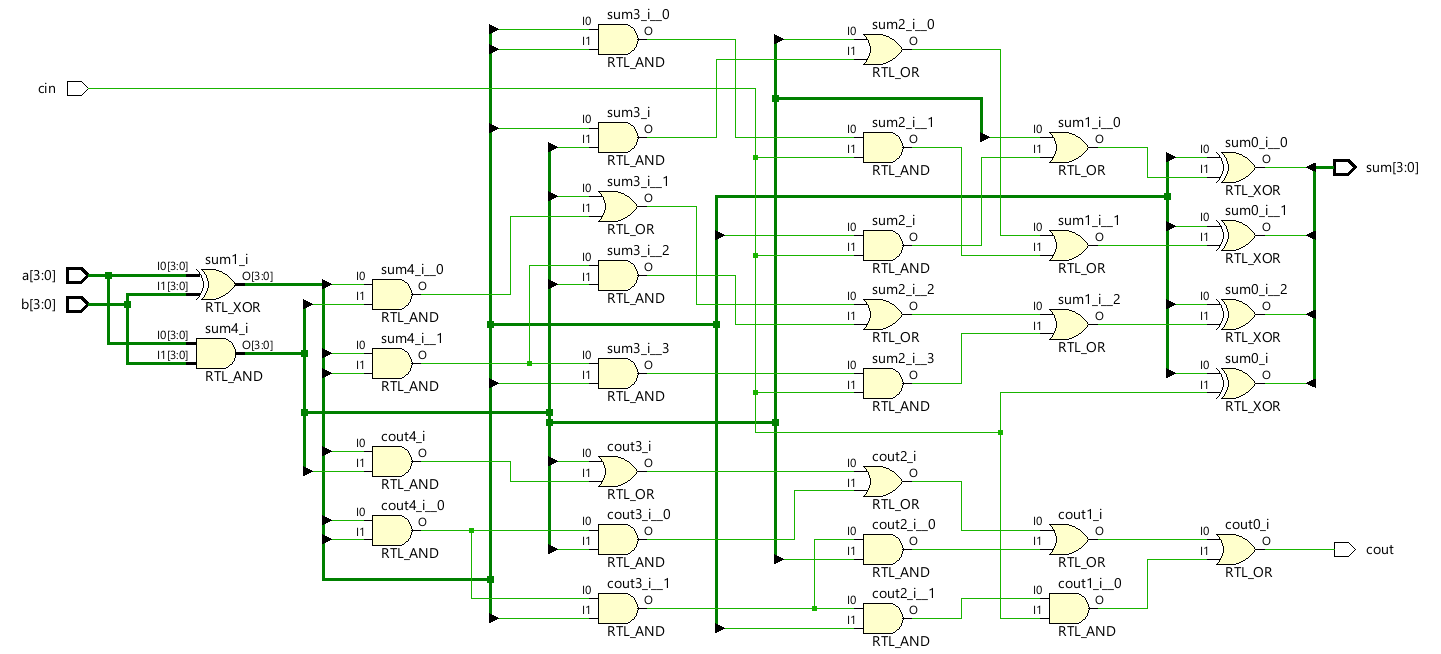 cin
a[3:0]
b[3:0]
I0[3:0]
I1[3:0]
sum1_i
O[3:0]
RTL_XOR
I0[3:0]
I1[3:0]
sum4_i
O[3:0]
RTL_AND
I0
I1
sum4_i__0
O
RTL_AND
I0
I1
sum4_i__1
O
RTL_AND
I0
I1
cout4_i
O
RTL_AND
I0
I1
cout4_i__0
O
RTL_AND
I0
I1
sum3_i__0
O
RTL_AND
I0
I1
sum3_i
O
RTL_AND
I0
I1
sum3_i__1
O
RTL_OR
I0
I1
sum3_i__2
O
RTL_AND
I0
I1
sum3_i__3
O
RTL_AND
I0
I1
cout3_i
O
RTL_OR
I0
I1
cout3_i__0
O
RTL_AND
I0
I1
cout3_i__1
O
RTL_AND
I0
I1
sum2_i__0
O
RTL_OR
I0
I1
sum2_i__1
O
RTL_AND
I0
I1
sum2_i
O
RTL_AND
I0
I1
sum2_i__2
O
RTL_OR
I0
I1
sum2_i__3
O
RTL_AND
I0
I1
cout2_i
O
RTL_OR
I0
I1
cout2_i__0
O
RTL_AND
I0
I1
cout2_i__1
O
RTL_AND
I0
I1
sum1_i__0
O
RTL_OR
I0
I1
sum1_i__1
O
RTL_OR
I0
I1
sum1_i__2
O
RTL_OR
I0
I1
cout1_i
O
RTL_OR
I0
I1
cout1_i__0
O
RTL_AND
I0
I1
sum0_i__0
O
RTL_XOR
I0
I1
sum0_i__1
O
RTL_XOR
I0
I1
sum0_i__2
O
RTL_XOR
I0
I1
sum0_i
O
RTL_XOR
I0
I1
cout0_i
O
RTL_OR
sum[3:0]
cout